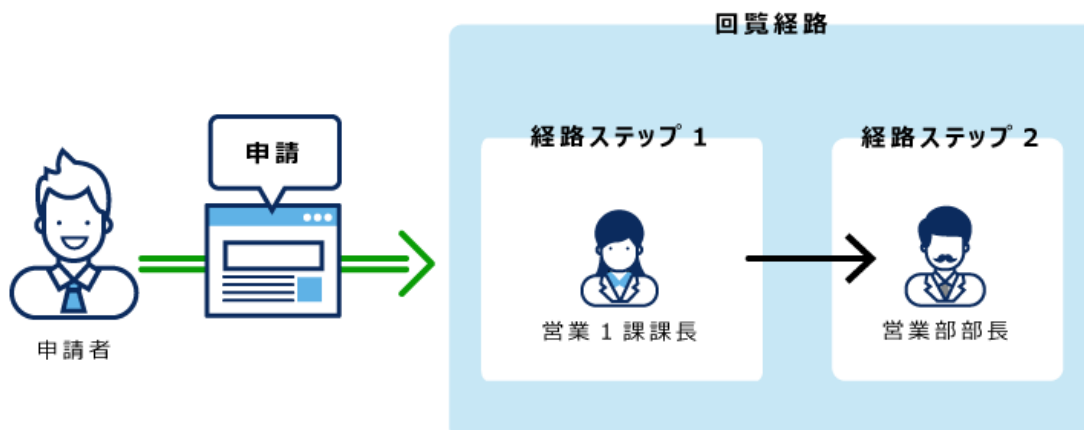 回覧経路
経路ステップ 1
経路ステップ 2
申請
営業 1 課課長
営業部部長
申請者